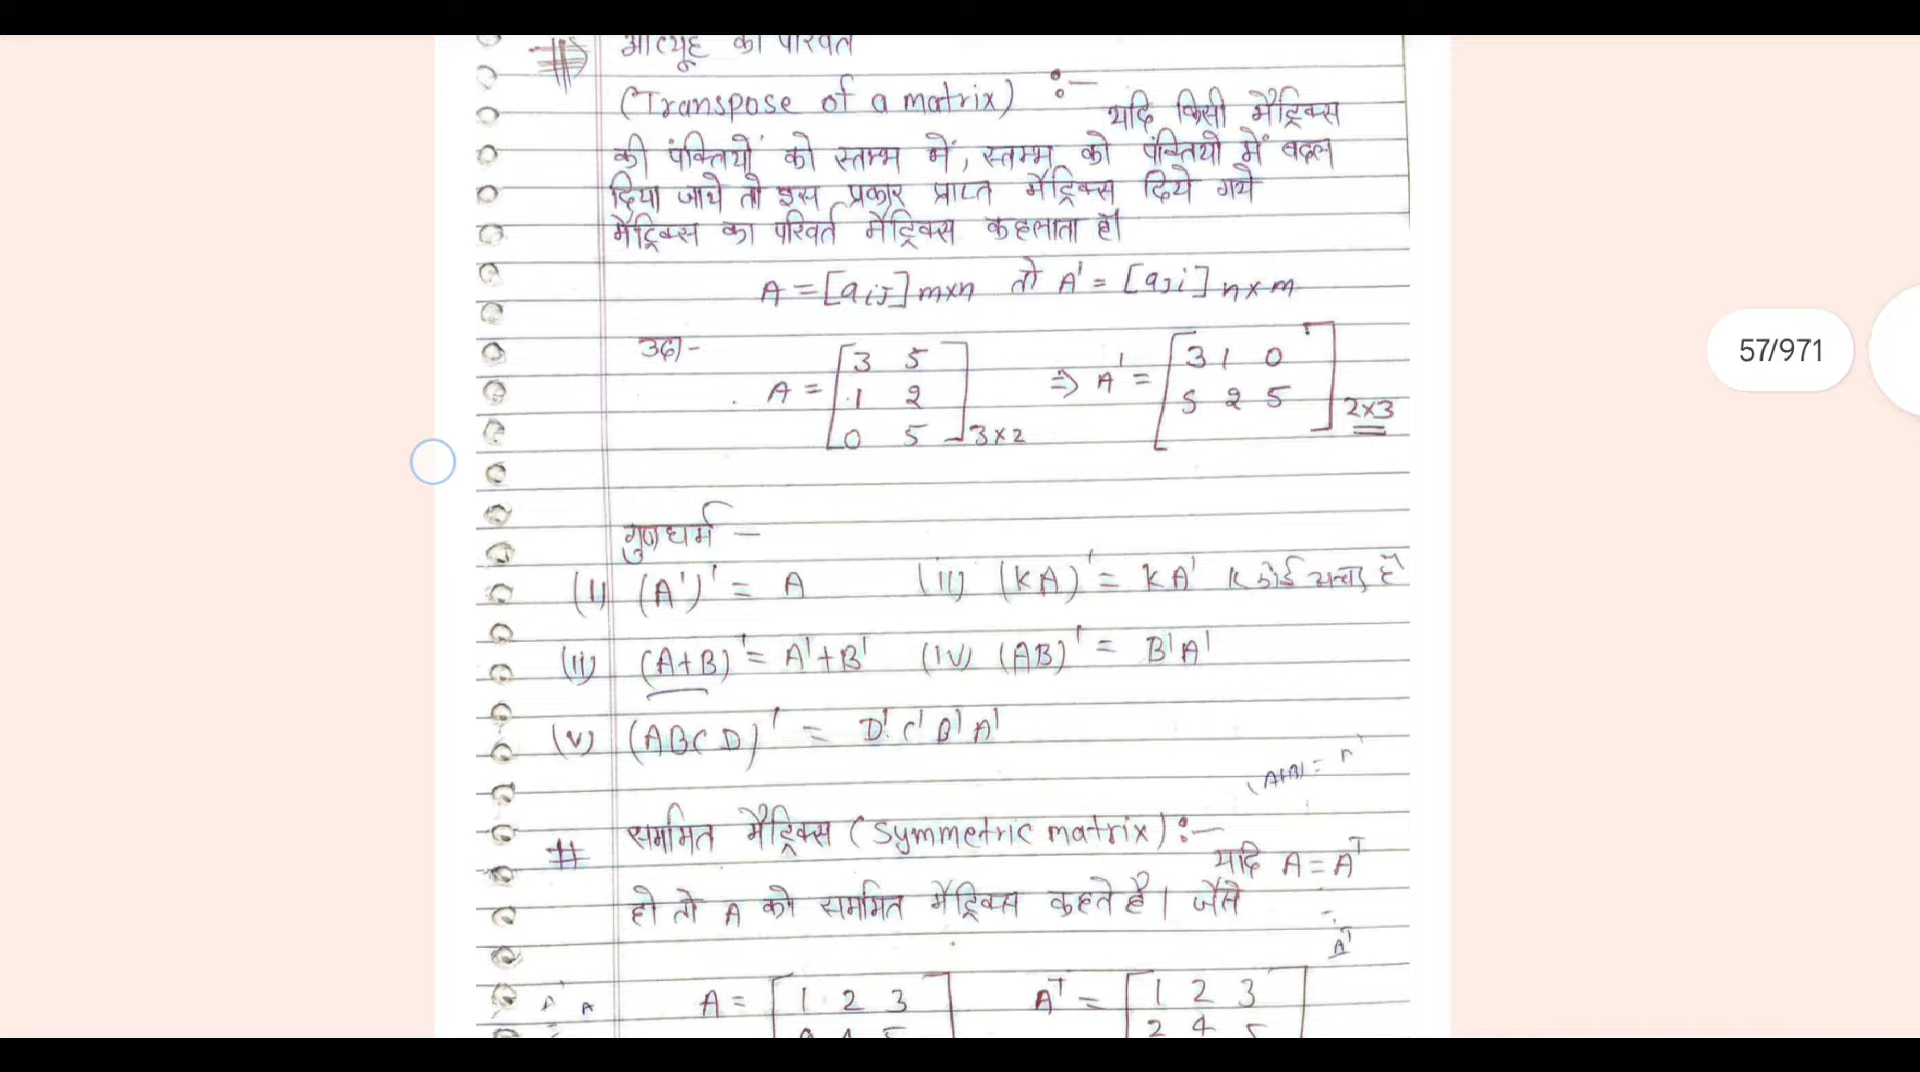 आव्यूह का परिवर्त
(Transpose of a matrix) :-
यदि किसी मैट्रिक्स
की पंक्तियों को स्तम्भ में, स्तम्भ को पंक्तियों में बदल
दिया जाये तो इस प्रकार प्राप्त मैट्रिक्स दिये गये
मैट्रिक्स का परिवर्त मैट्रिक्स कहलाता है।
A = [aij] m×n तो A' = [aji] n×m
उदा-
A = [3 5
1 2
0 5] 3×2
⇒ A' = [3 1 0
5 2 5] 2×3
57/971
गुणधर्म —
(i) (A')' = A (iii) (KA)' = KA' K कोई है
(ii) (A+B)' = A'+B' (iv) (AB)' = B'A'
(v) (ABCD)' = D'C'B'A'
(A+B) =
# सममित मैट्रिक्स (Symmetric matrix) :-
यदि A = A^T
हो तो A को सममित मैट्रिक्स कहते है। जैसे
A^T
A
A = [1 2 3
A^T = [1 2 3
2 4